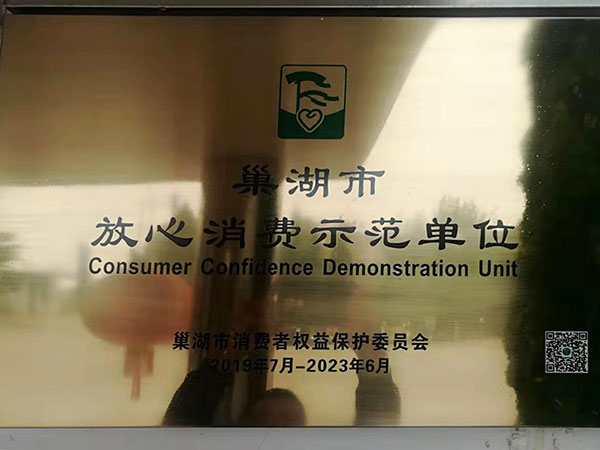 巢湖市
放心消费示范单位
Consumer Confidence Demonstration Unit
巢湖市消费者权益保护委员会
2019年7月-2023年6月